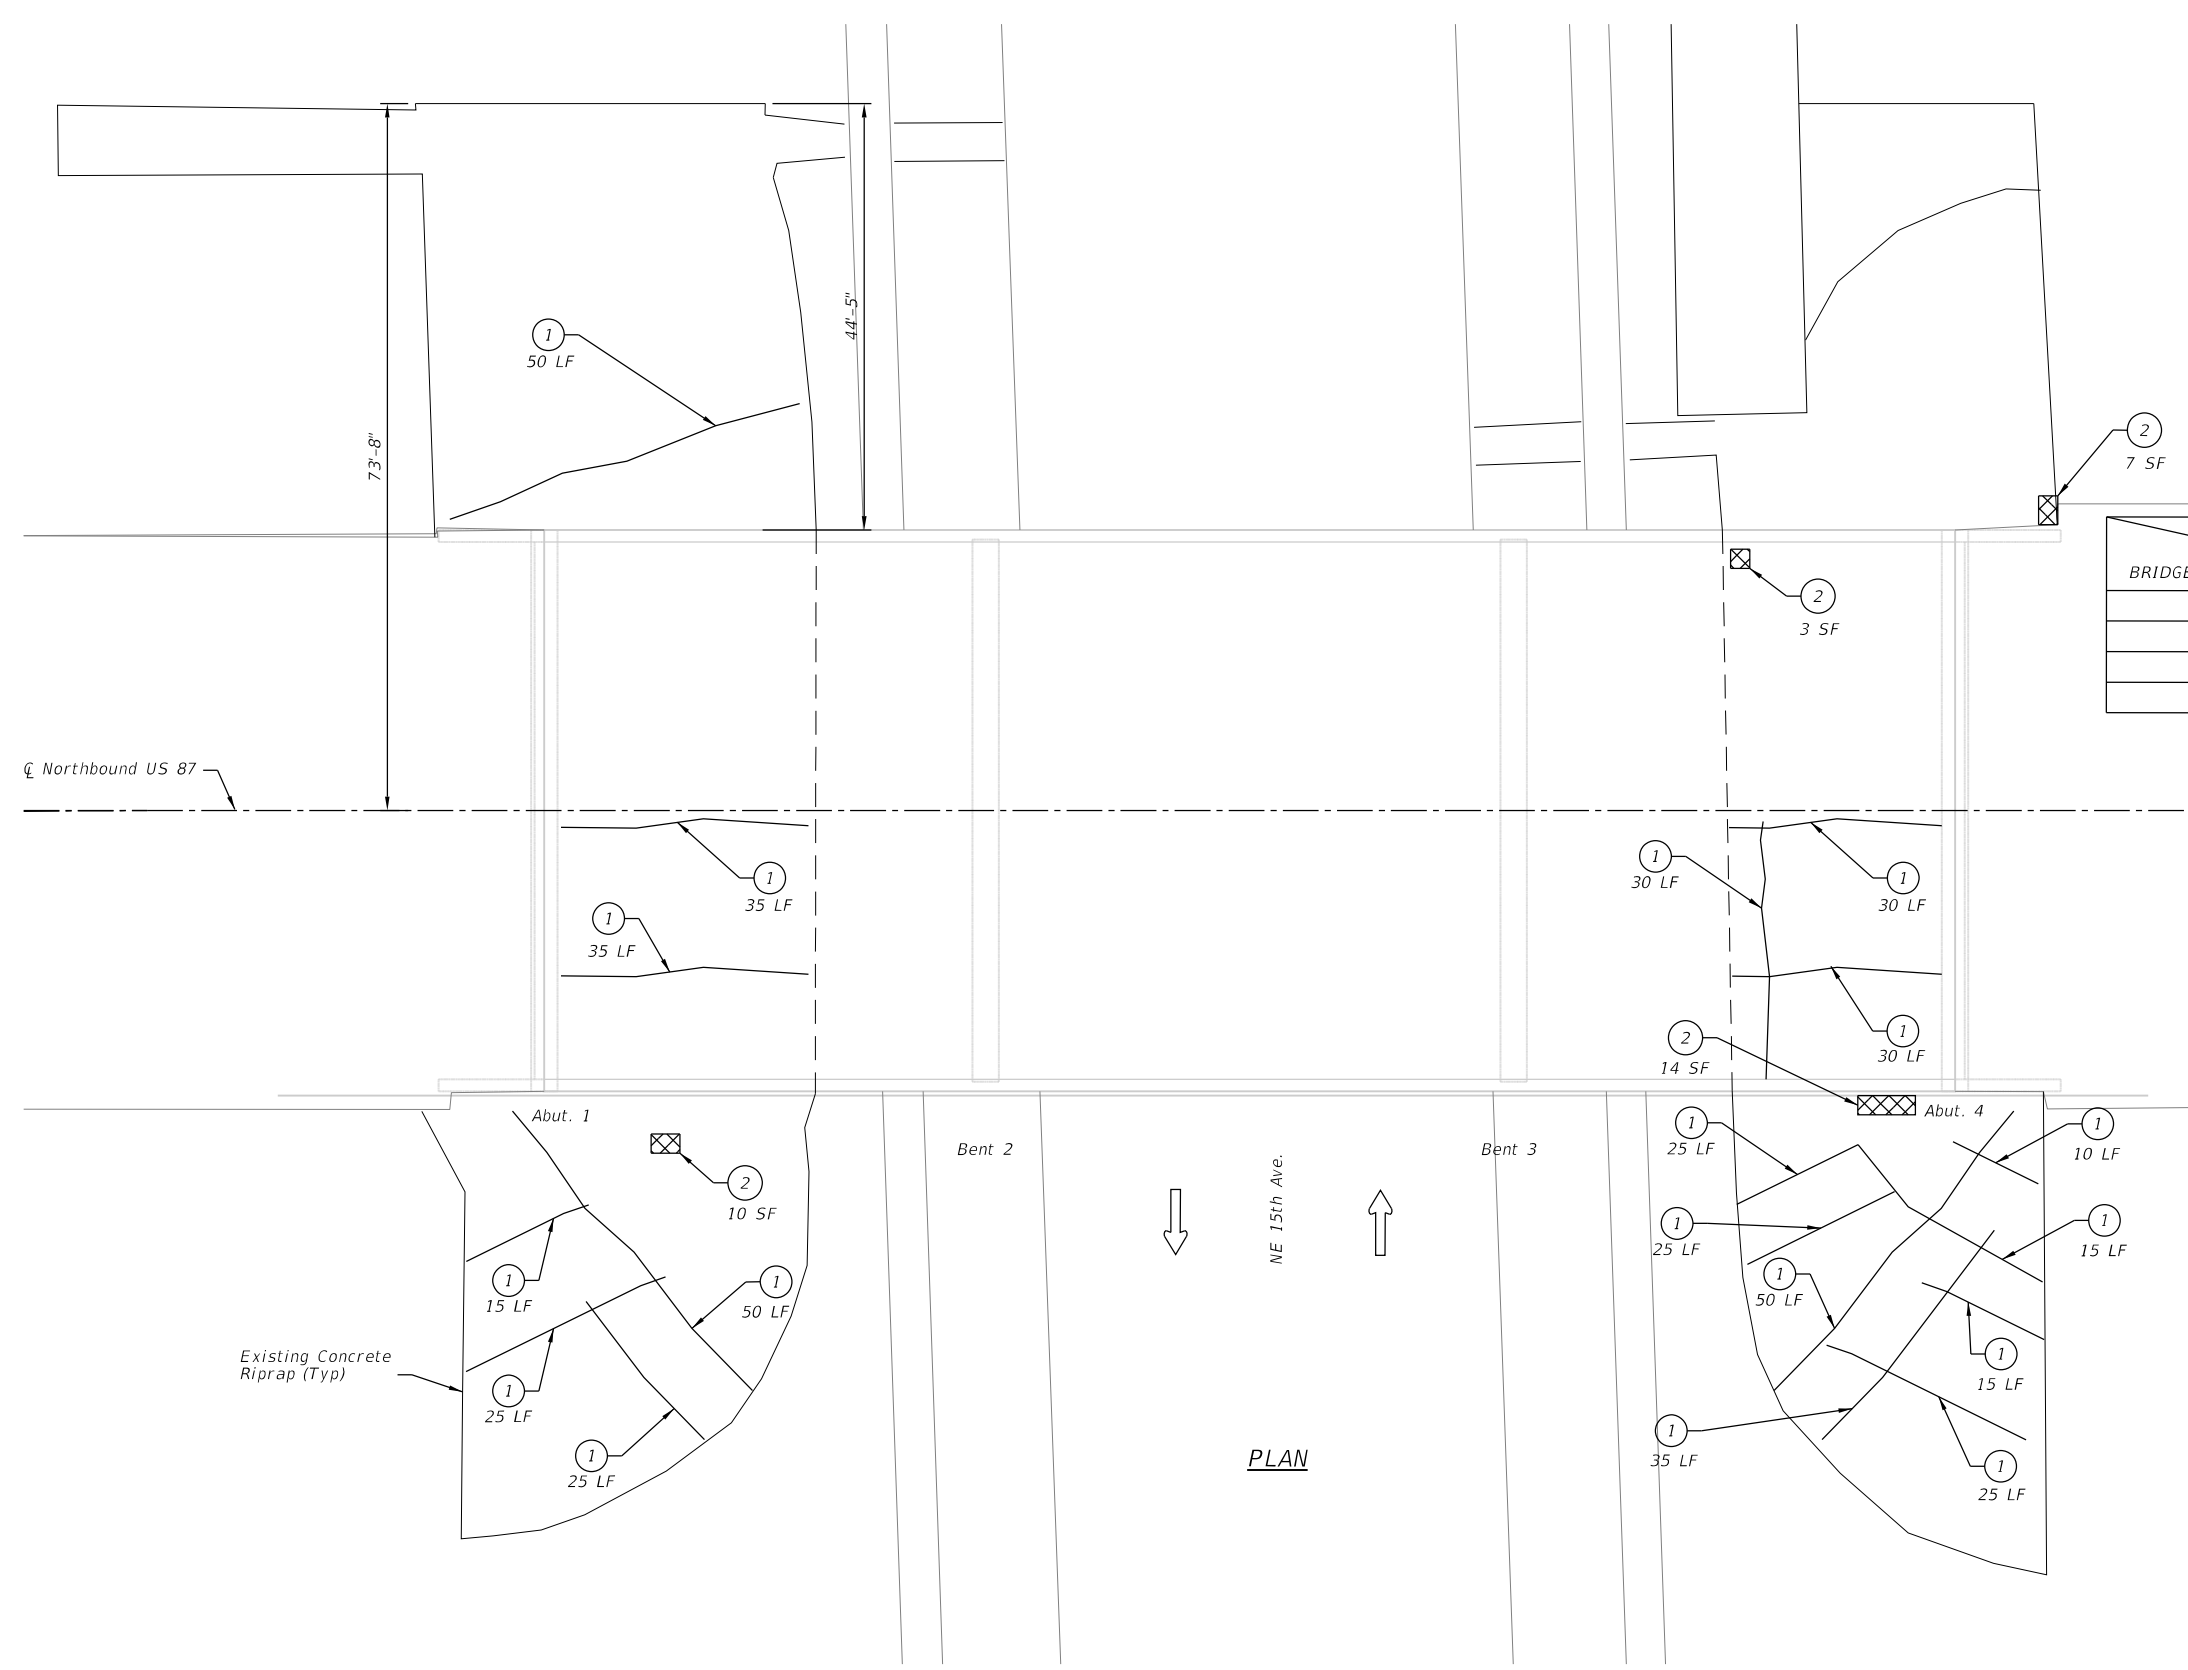 44'-5"
1
50 LF
73'-8"
2
7 SF
BRIDGE
2
3 SF
℄ Northbound US 87
1
35 LF
1
35 LF
1
30 LF
1
30 LF
1
30 LF
2
14 SF
Abut. 1
Bent 2
NE 15th Ave.
Bent 3
Abut. 4
2
10 SF
1
15 LF
1
50 LF
1
25 LF
1
25 LF
Existing Concrete
Riprap (Typ)
1
25 LF
1
10 LF
1
25 LF
1
15 LF
1
50 LF
1
15 LF
1
35 LF
1
25 LF
PLAN